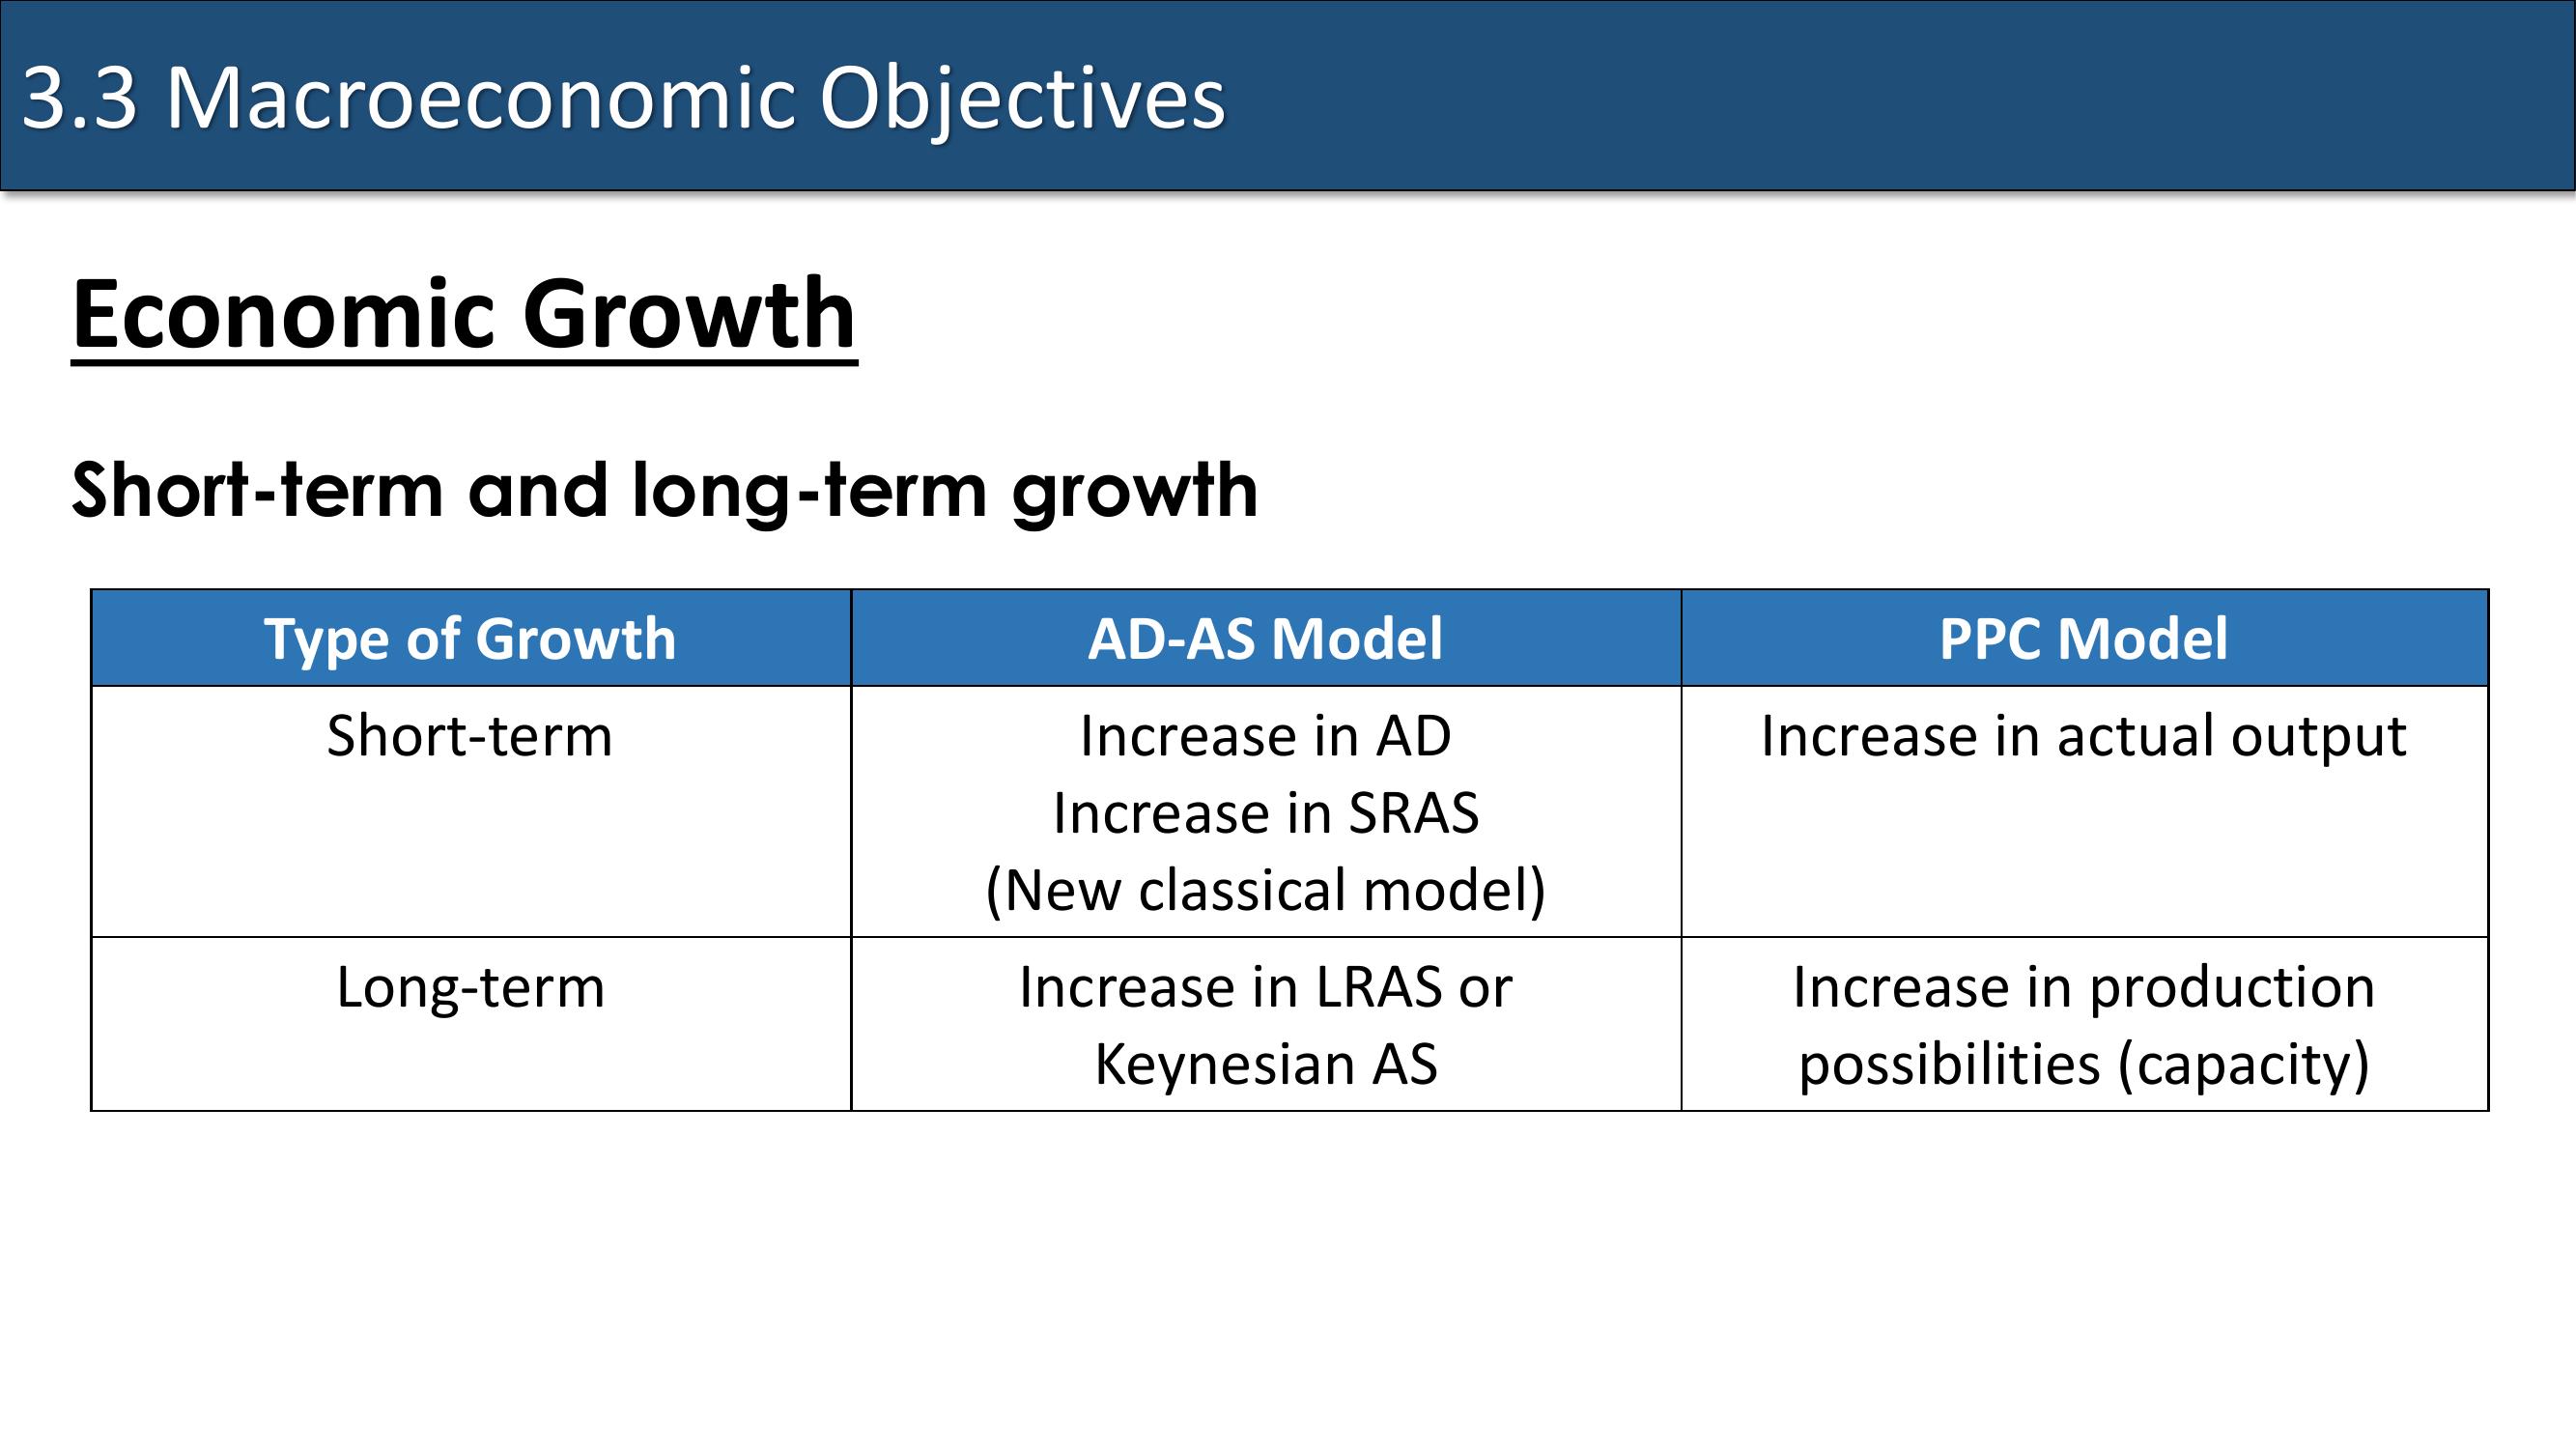 3.3 Macroeconomic Objectives
Economic Growth
Short-term and long-term growth
Type of Growth
AD-AS Model
PPC Model
Short-term
Increase in AD
Increase in SRAS
(New classical model)
Increase in actual output
Long-term
Increase in LRAS or
Keynesian AS
Increase in production
possibilities (capacity)